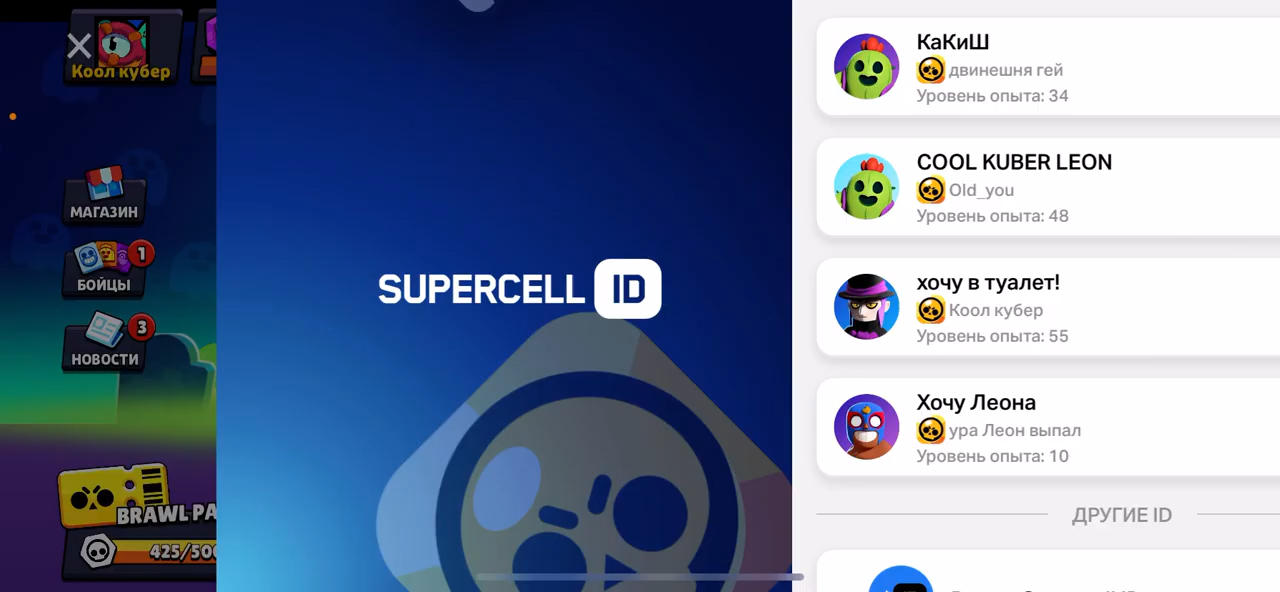 Коол кубер
МАГАЗИН
1
БОЙЦЫ
3
НОВОСТИ
BRAWL PA
425/500
SUPERCELL ID
КаКиШ
двинешня гей
Уровень опыта: 34
COOL KUBER LEON
Old_you
Уровень опыта: 48
хочу в туалет!
Коол кубер
Уровень опыта: 55
Хочу Леона
ура Леон выпал
Уровень опыта: 10
ДРУГИЕ ID